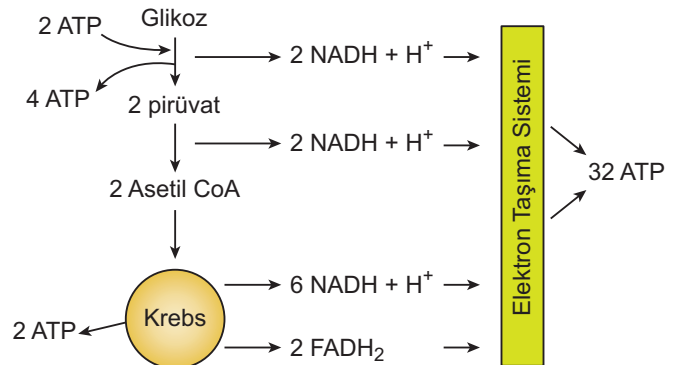 Glikoz
2 ATP
2 NADH + H⁺
4 ATP
2 pirüvat
2 NADH + H⁺
2 Asetil CoA
Elektron Taşıma Sistemi
32 ATP
6 NADH + H⁺
Krebs
2 ATP
2 FADH₂